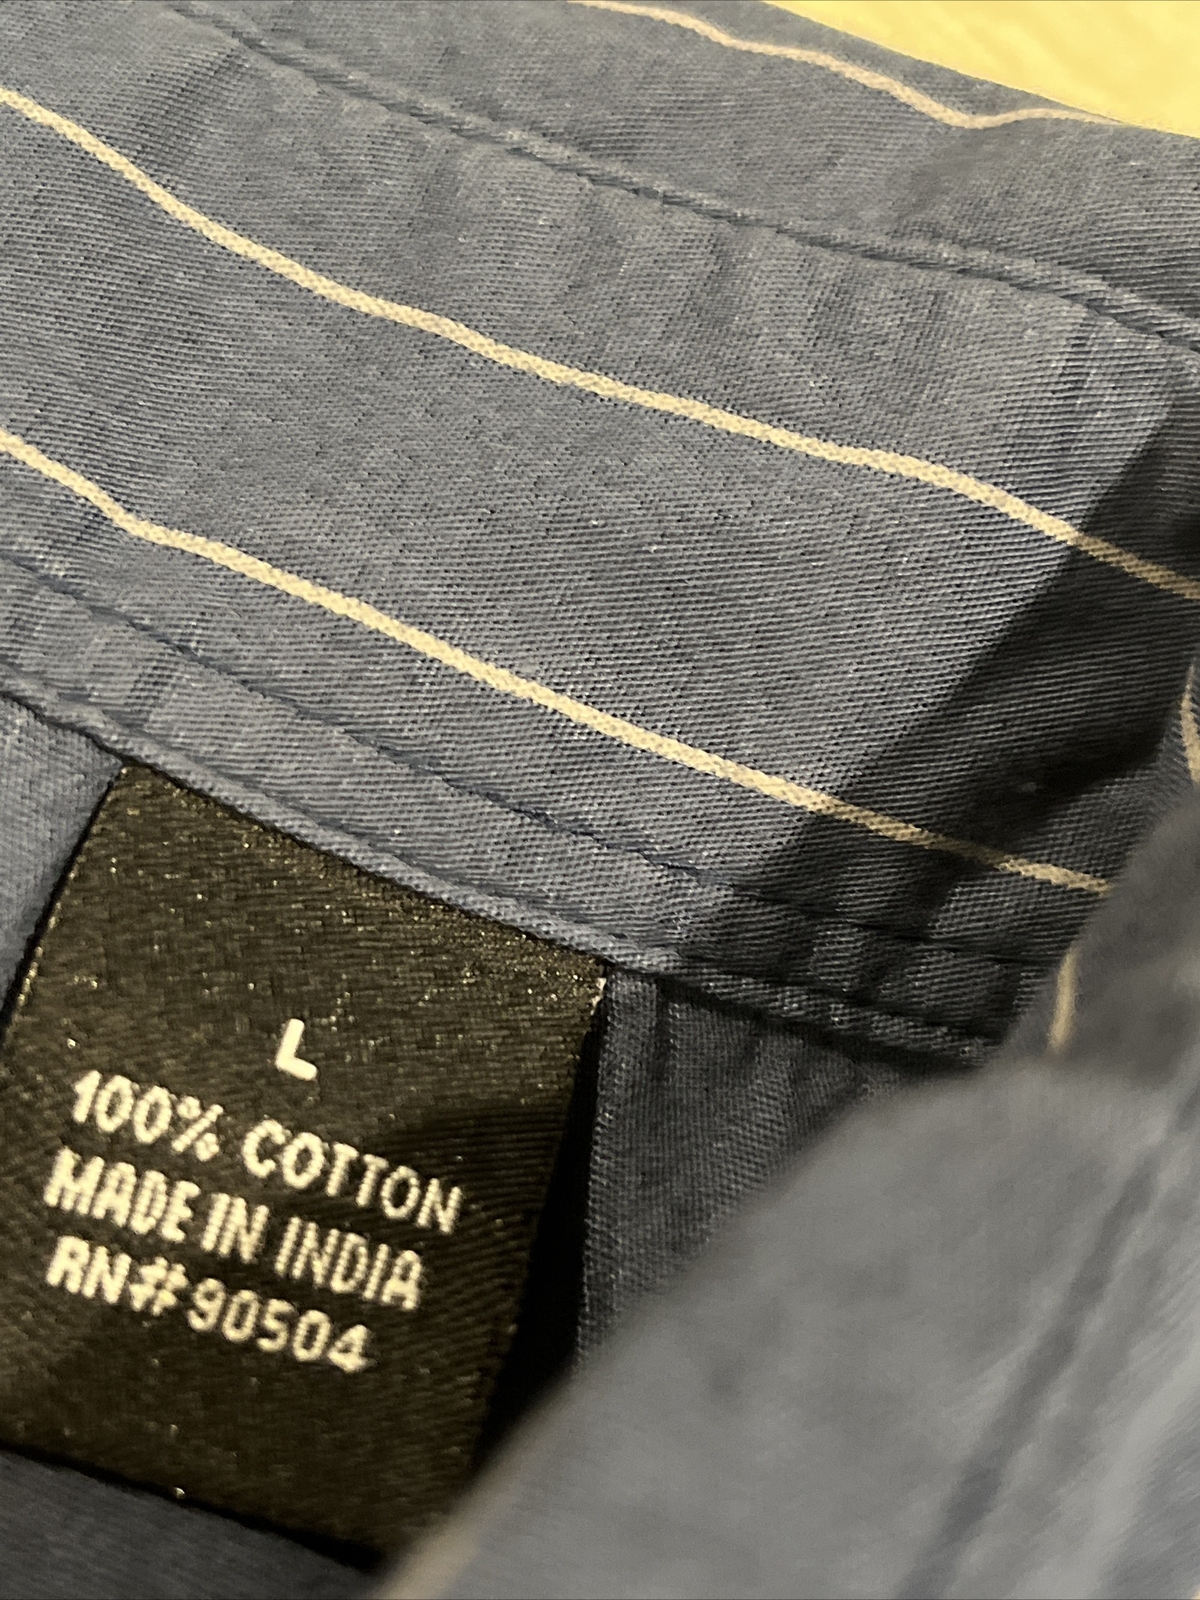 L
100% COTTON
MADE IN INDIA
RN#90504